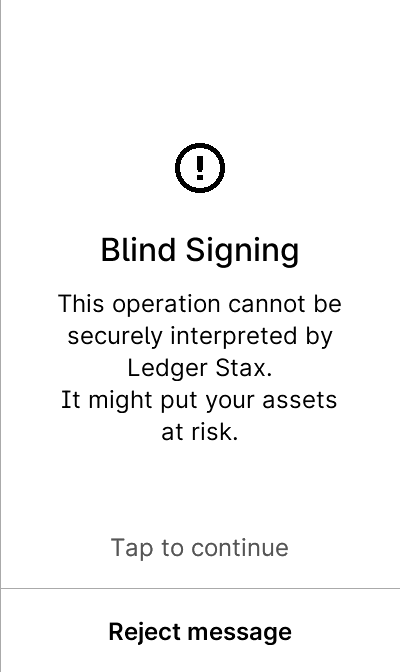 Blind Signing
This operation cannot be
securely interpreted by
Ledger Stax.
It might put your assets
at risk.
Tap to continue
Reject message